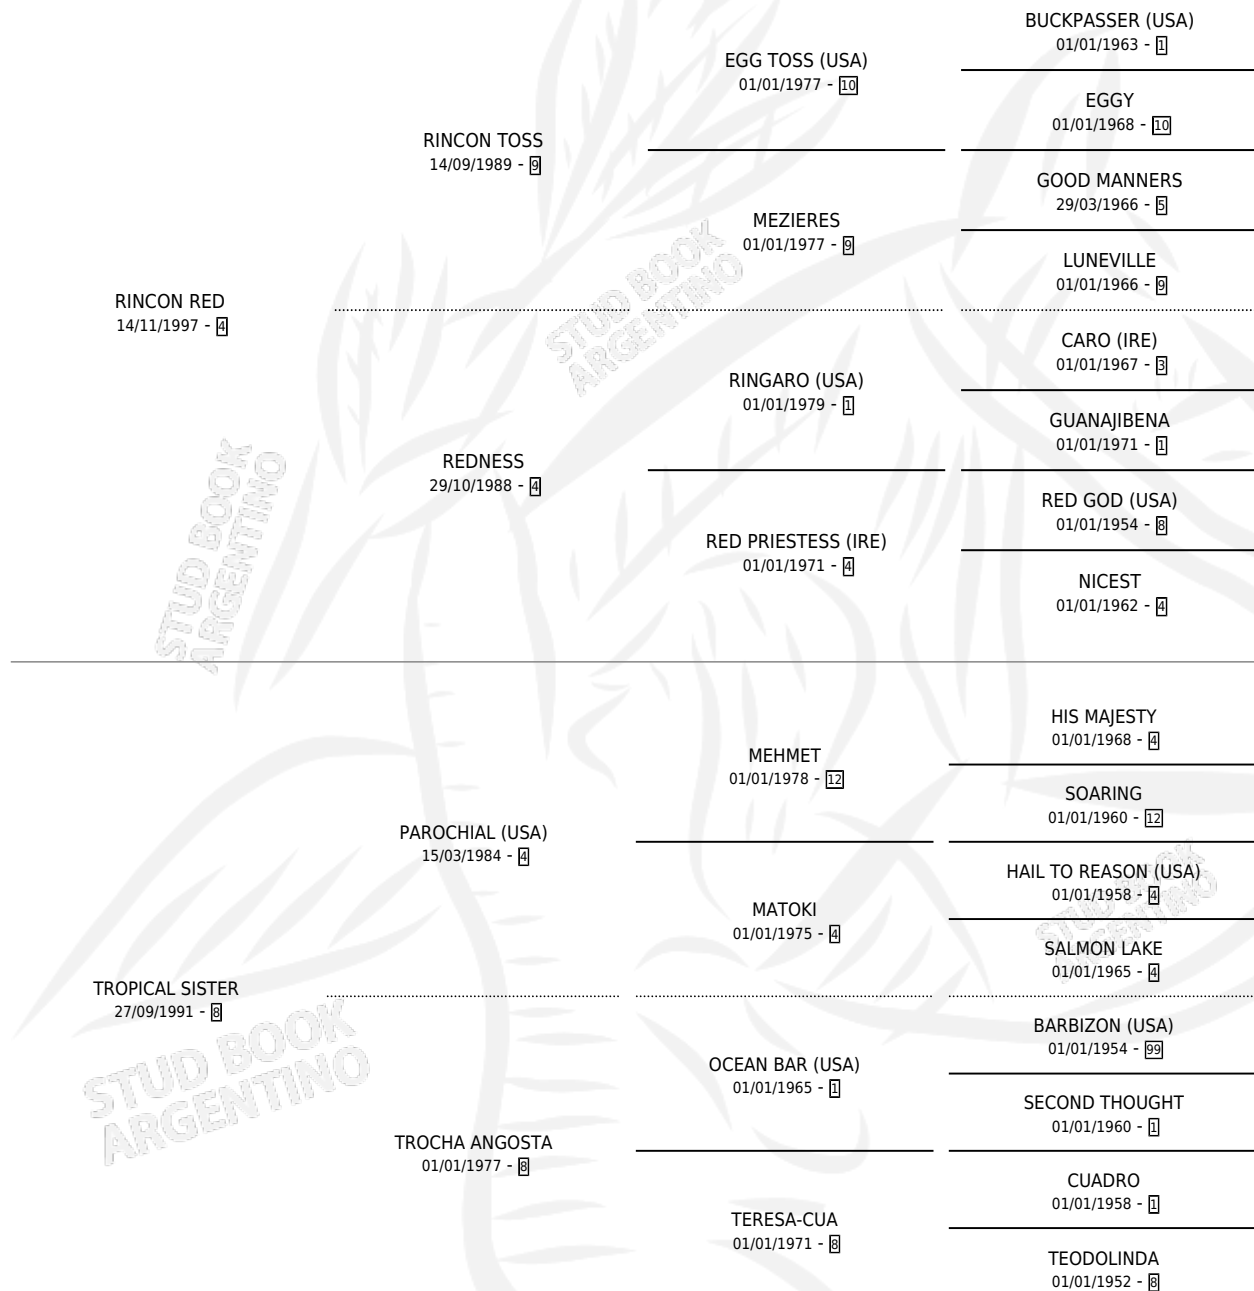 BUCKPASSER (USA)
01/01/1963 - 1
EGG TOSS (USA)
01/01/1977 - 10
EGGY
01/01/1968 - 10
RINCON TOSS
14/09/1989 - 9
GOOD MANNERS
29/03/1966 - 5
MEZIERES
01/01/1977 - 9
LUNEVILLE
01/01/1966 - 9
RINCON RED
14/11/1997 - 4
CARO (IRE)
01/01/1967 - 3
RINGARO (USA)
01/01/1979 - 1
GUANAJIBENA
01/01/1971 - 1
REDNESS
29/10/1988 - 4
RED GOD (USA)
01/01/1954 - 8
RED PRIESTESS (IRE)
01/01/1971 - 4
NICEST
01/01/1962 - 4
HIS MAJESTY
01/01/1968 - 4
MEHMET
01/01/1978 - 12
SOARING
01/01/1960 - 12
PAROCHIAL (USA)
15/03/1984 - 4
HAIL TO REASON (USA)
01/01/1958 - 4
MATOKI
01/01/1975 - 4
SALMON LAKE
01/01/1965 - 4
TROPICAL SISTER
27/09/1991 - 8
BARBIZON (USA)
01/01/1954 - 99
OCEAN BAR (USA)
01/01/1965 - 1
SECOND THOUGHT
01/01/1960 - 1
TROCHA ANGOSTA
01/01/1977 - 8
CUADRO
01/01/1958 - 1
TERESA-CUA
01/01/1971 - 8
TEODOLINDA
01/01/1952 - 8
STUD BOOK
ARGENTINO
STUD BOOK
ARGENTINO
STUD BOOK
ARGENTINO
STUD BOOK
ARGENTINO